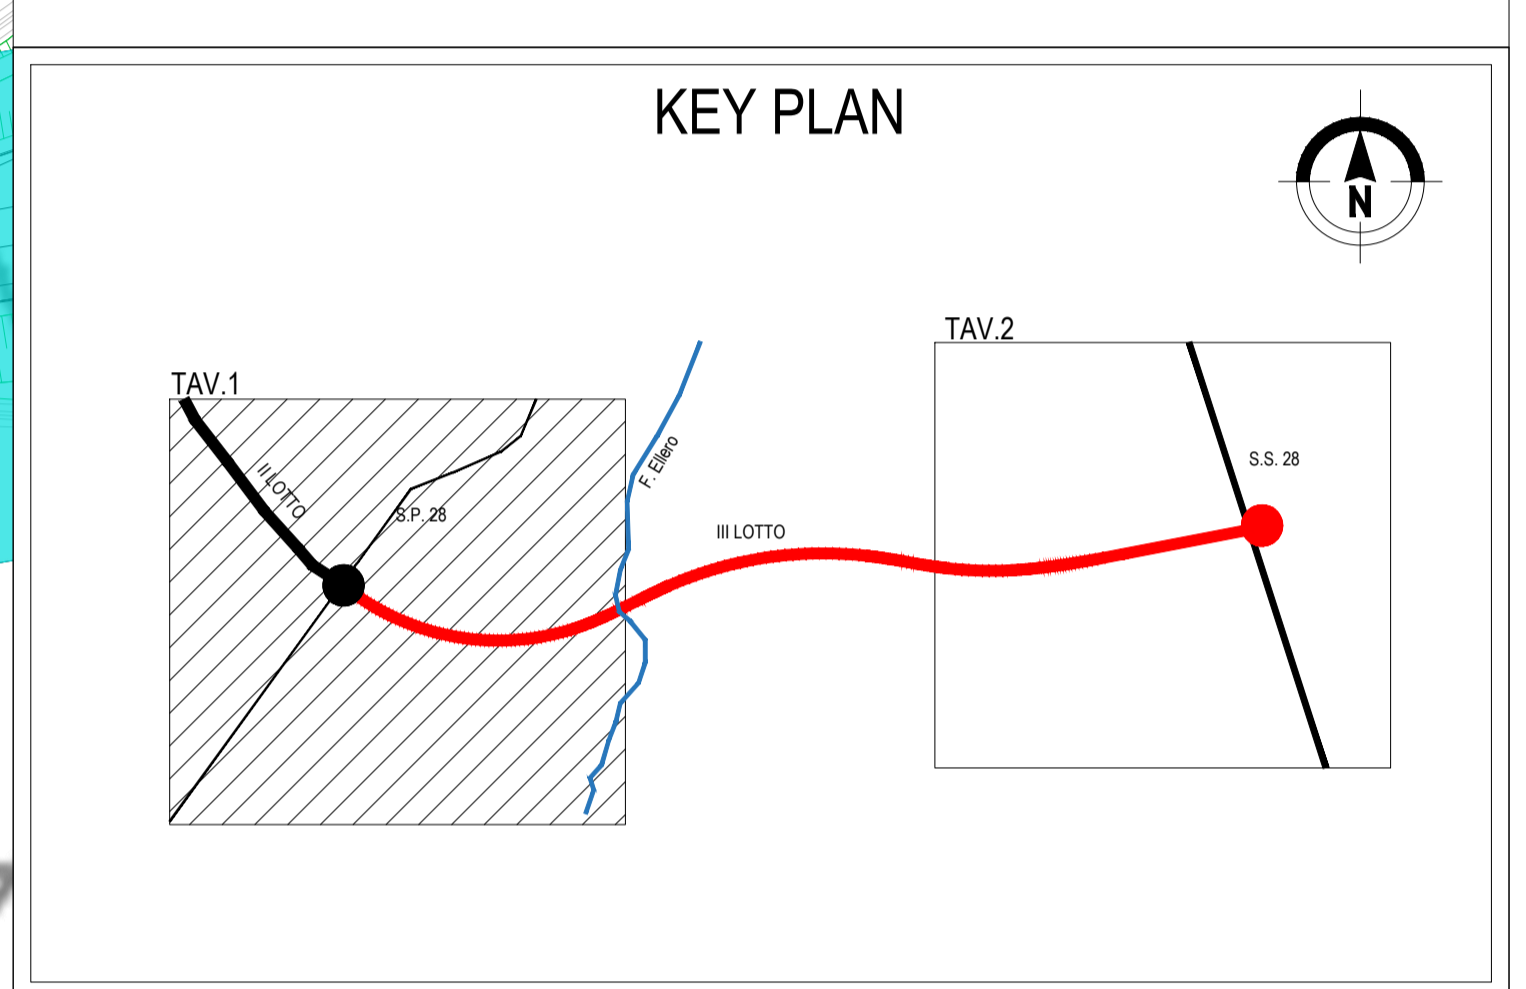 KEY PLAN
N
TAV.2
TAV.1
F. Ellero
S.S. 28
II LOTTO
S.P. 28
III LOTTO